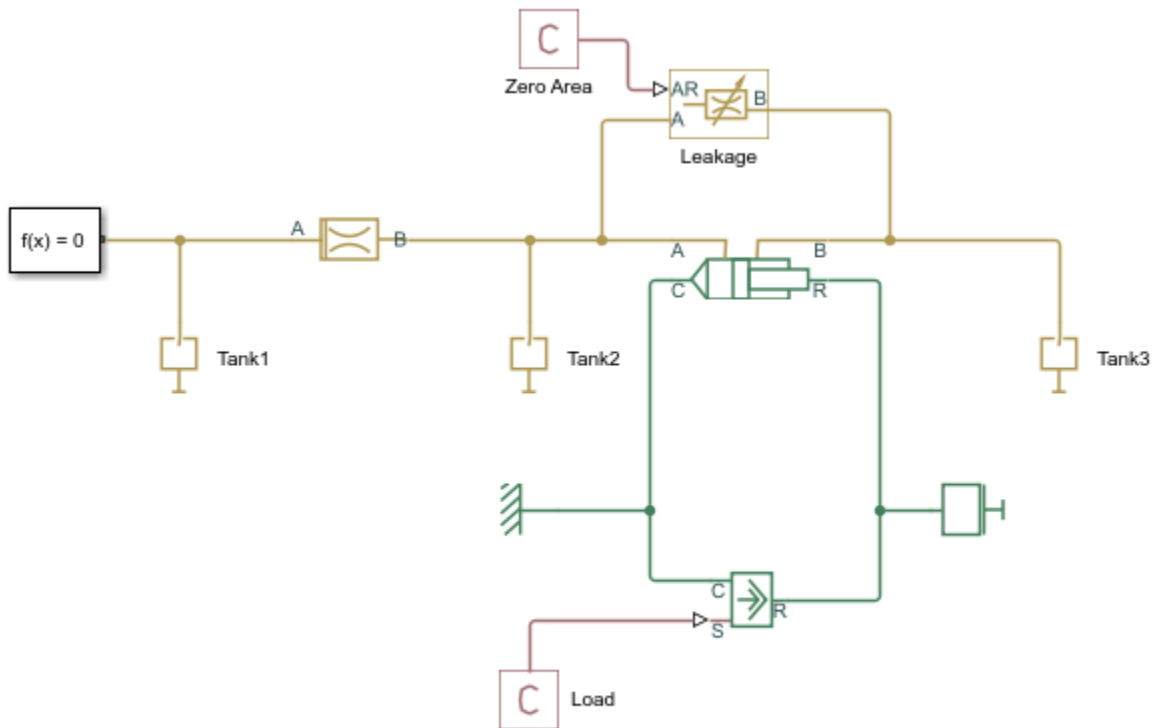 C
Zero Area
AR
B
A
Leakage
f(x) = 0
A
B
A
B
C
R
Tank1
Tank2
Tank3
C
R
S
C
Load